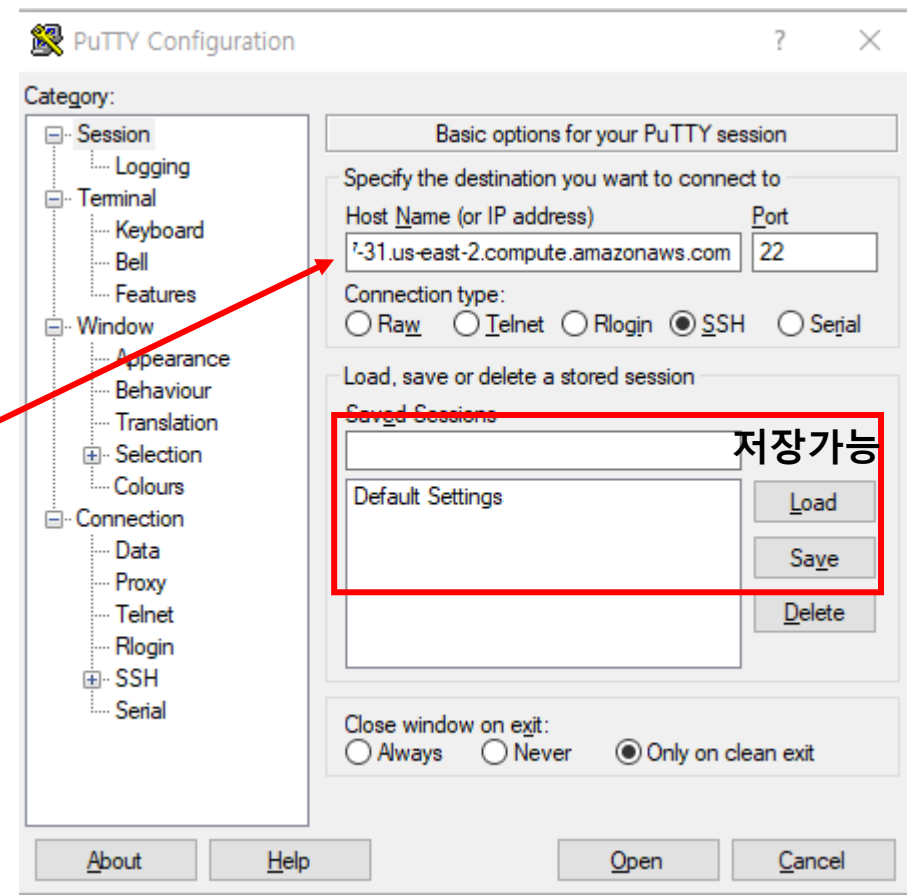 PuTTY Configuration
Category:
Session
Logging
Terminal
Keyboard
Bell
Features
Window
Appearance
Behaviour
Translation
Selection
Colours
Connection
Data
Proxy
Telnet
Rlogin
SSH
Serial
Basic options for your PuTTY session
Specify the destination you want to connect to
Host Name (or IP address) Port
-31.us-east-2.compute.amazonaws.com 22
Connection type:
Raw Telnet Rlogin SSH Serial
Load, save or delete a stored session
Saved Sessions
저장가능
Default Settings
Load
Save
Delete
Close window on exit:
Always Never Only on clean exit
About Help Open Cancel